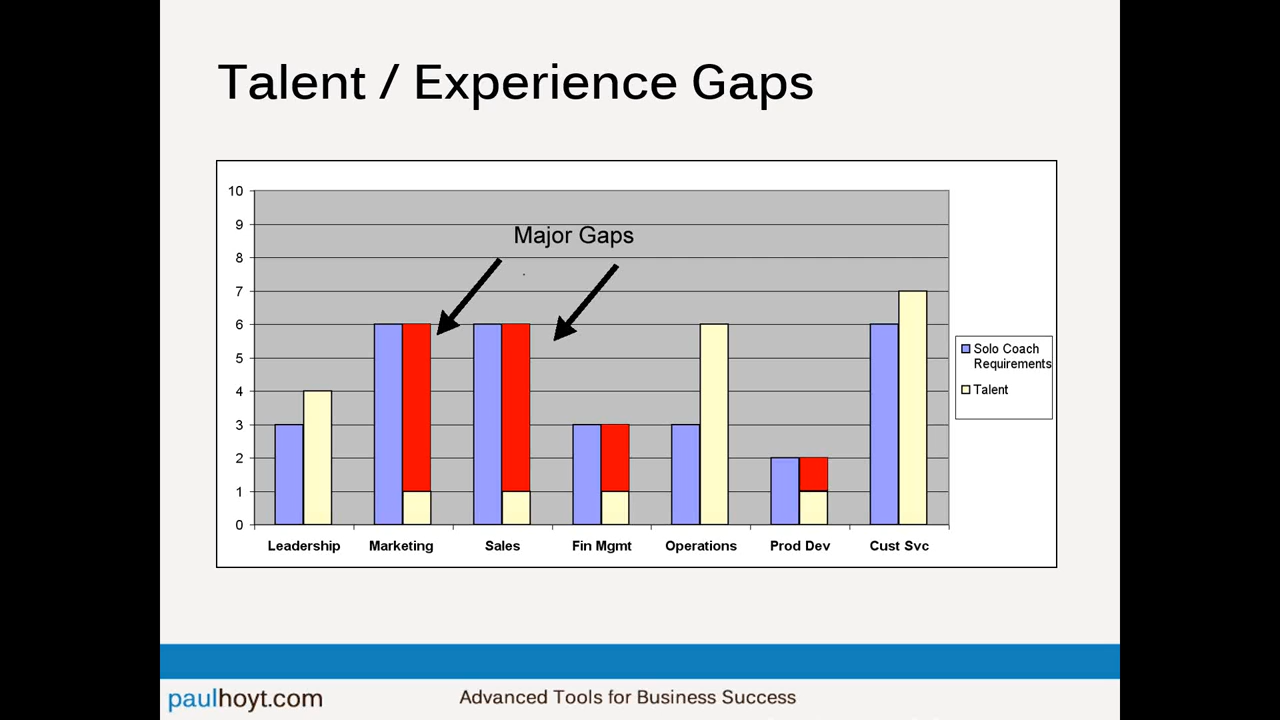 Talent / Experience Gaps
10
9
8
7
6
5
4
3
2
1
0
Major Gaps
Solo Coach
Requirements
Talent
Leadership Marketing Sales Fin Mgmt Operations Prod Dev Cust Svc
paulhoyt.com Advanced Tools for Business Success